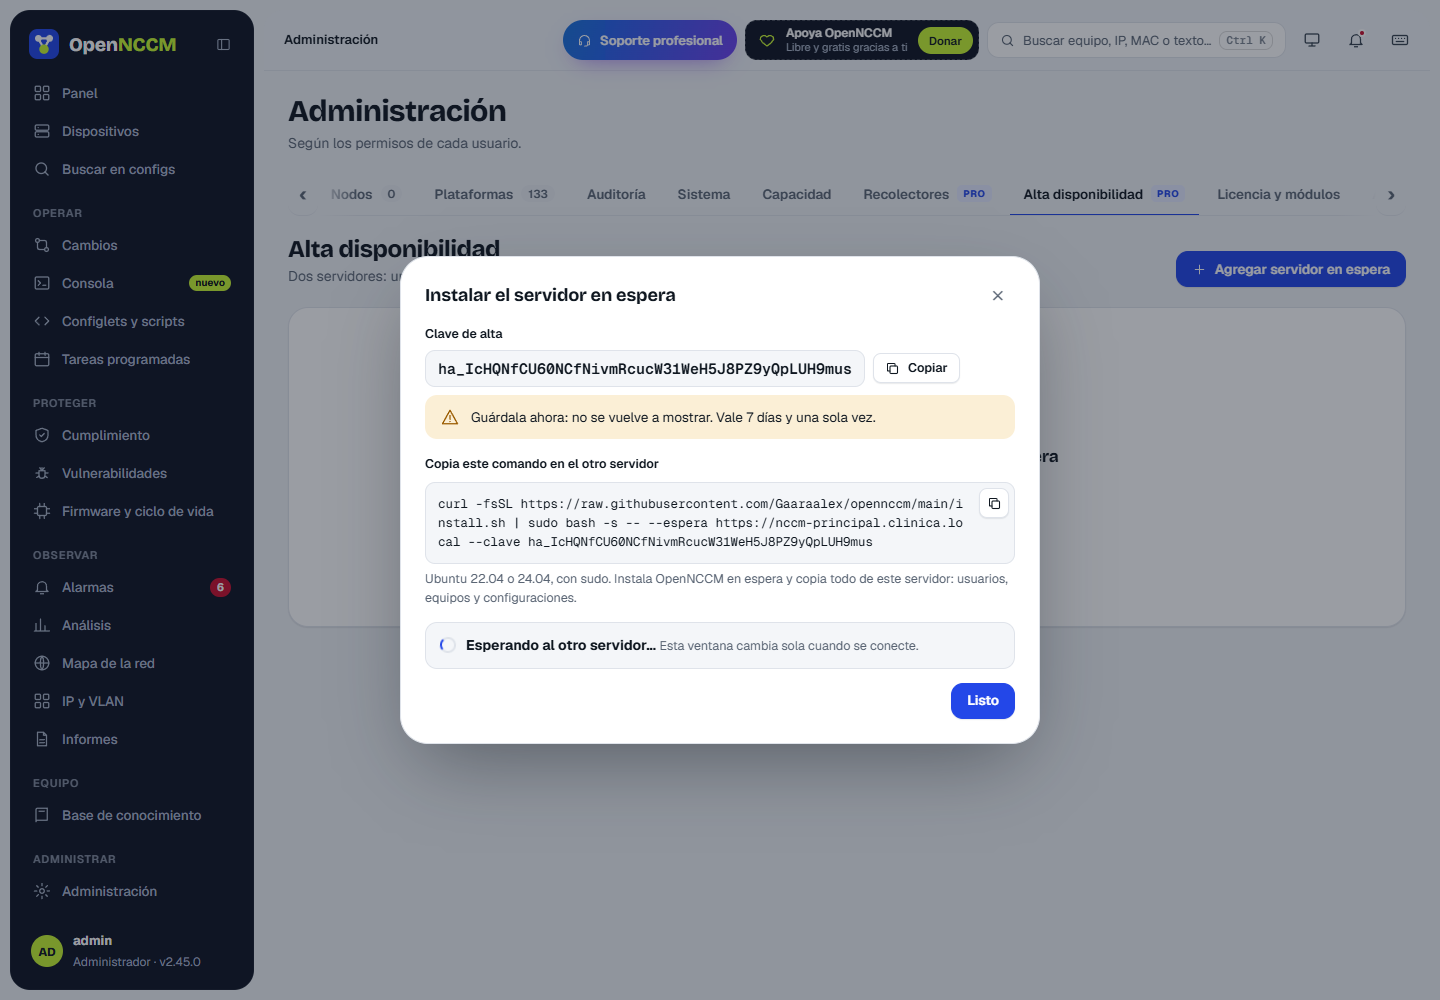 OpenNCCM
Panel
Dispositivos
Buscar en configs
OPERAR
Cambios
Consola nuevo
Configlets y scripts
Tareas programadas
PROTEGER
Cumplimiento
Vulnerabilidades
Firmware y ciclo de vida
OBSERVAR
Alarmas 6
Análisis
Mapa de la red
IP y VLAN
Informes
EQUIPO
Base de conocimiento
ADMINISTRAR
Administración
AD admin
Administrador · v2.45.0
Administración
Soporte profesional
Apoya OpenNCCM
Libre y gratis gracias a ti
Donar
Buscar equipo, IP, MAC o texto... Ctrl K
Administración
Según los permisos de cada usuario.
‹ Nodos 0 Plataformas 133 Auditoría Sistema Capacidad Recolectores PRO Alta disponibilidad PRO Licencia y módulos ›
Alta disponibilidad
Dos servidores:
+ Agregar servidor en espera
Instalar el servidor en espera
Clave de alta
ha_IcHQNfCU60NCfNivmRcucW31WeH5J8PZ9yQpLUH9mus Copiar
Guárdala ahora: no se vuelve a mostrar. Vale 7 días y una sola vez.
Copia este comando en el otro servidor
curl -fsSL https://raw.githubusercontent.com/Gaaraalex/opennccm/main/i
nstall.sh | sudo bash -s -- --espera https://nccm-principal.clinica.lo
cal --clave ha_IcHQNfCU60NCfNivmRcucW31WeH5J8PZ9yQpLUH9mus
Ubuntu 22.04 o 24.04, con sudo. Instala OpenNCCM en espera y copia todo de este servidor: usuarios,
equipos y configuraciones.
Esperando al otro servidor... Esta ventana cambia sola cuando se conecte.
Listo